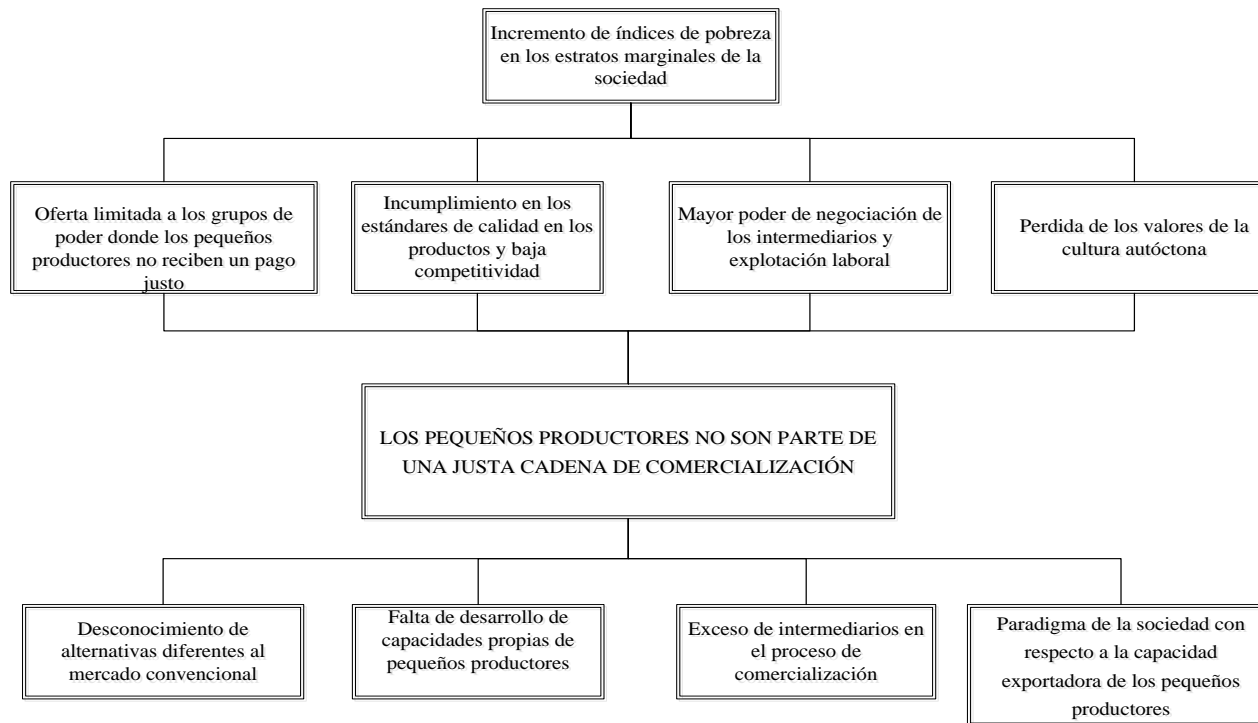 Incremento de índices de pobreza
en los estratos marginales de la
sociedad
Oferta limitada a los grupos de
poder donde los pequeños
productores no reciben un pago
justo
Incumplimiento en los
estándares de calidad en los
productos y baja
competitividad
Mayor poder de negociación de
los intermediarios y
explotación laboral
Perdida de los valores de la
cultura autóctona
LOS PEQUEÑOS PRODUCTORES NO SON PARTE DE
UNA JUSTA CADENA DE COMERCIALIZACIÓN
Desconocimiento de
alternativas diferentes al
mercado convencional
Falta de desarrollo de
capacidades propias de
pequeños productores
Exceso de intermediarios en
el proceso de
comercialización
Paradigma de la sociedad con
respecto a la capacidad
exportadora de los pequeños
productores